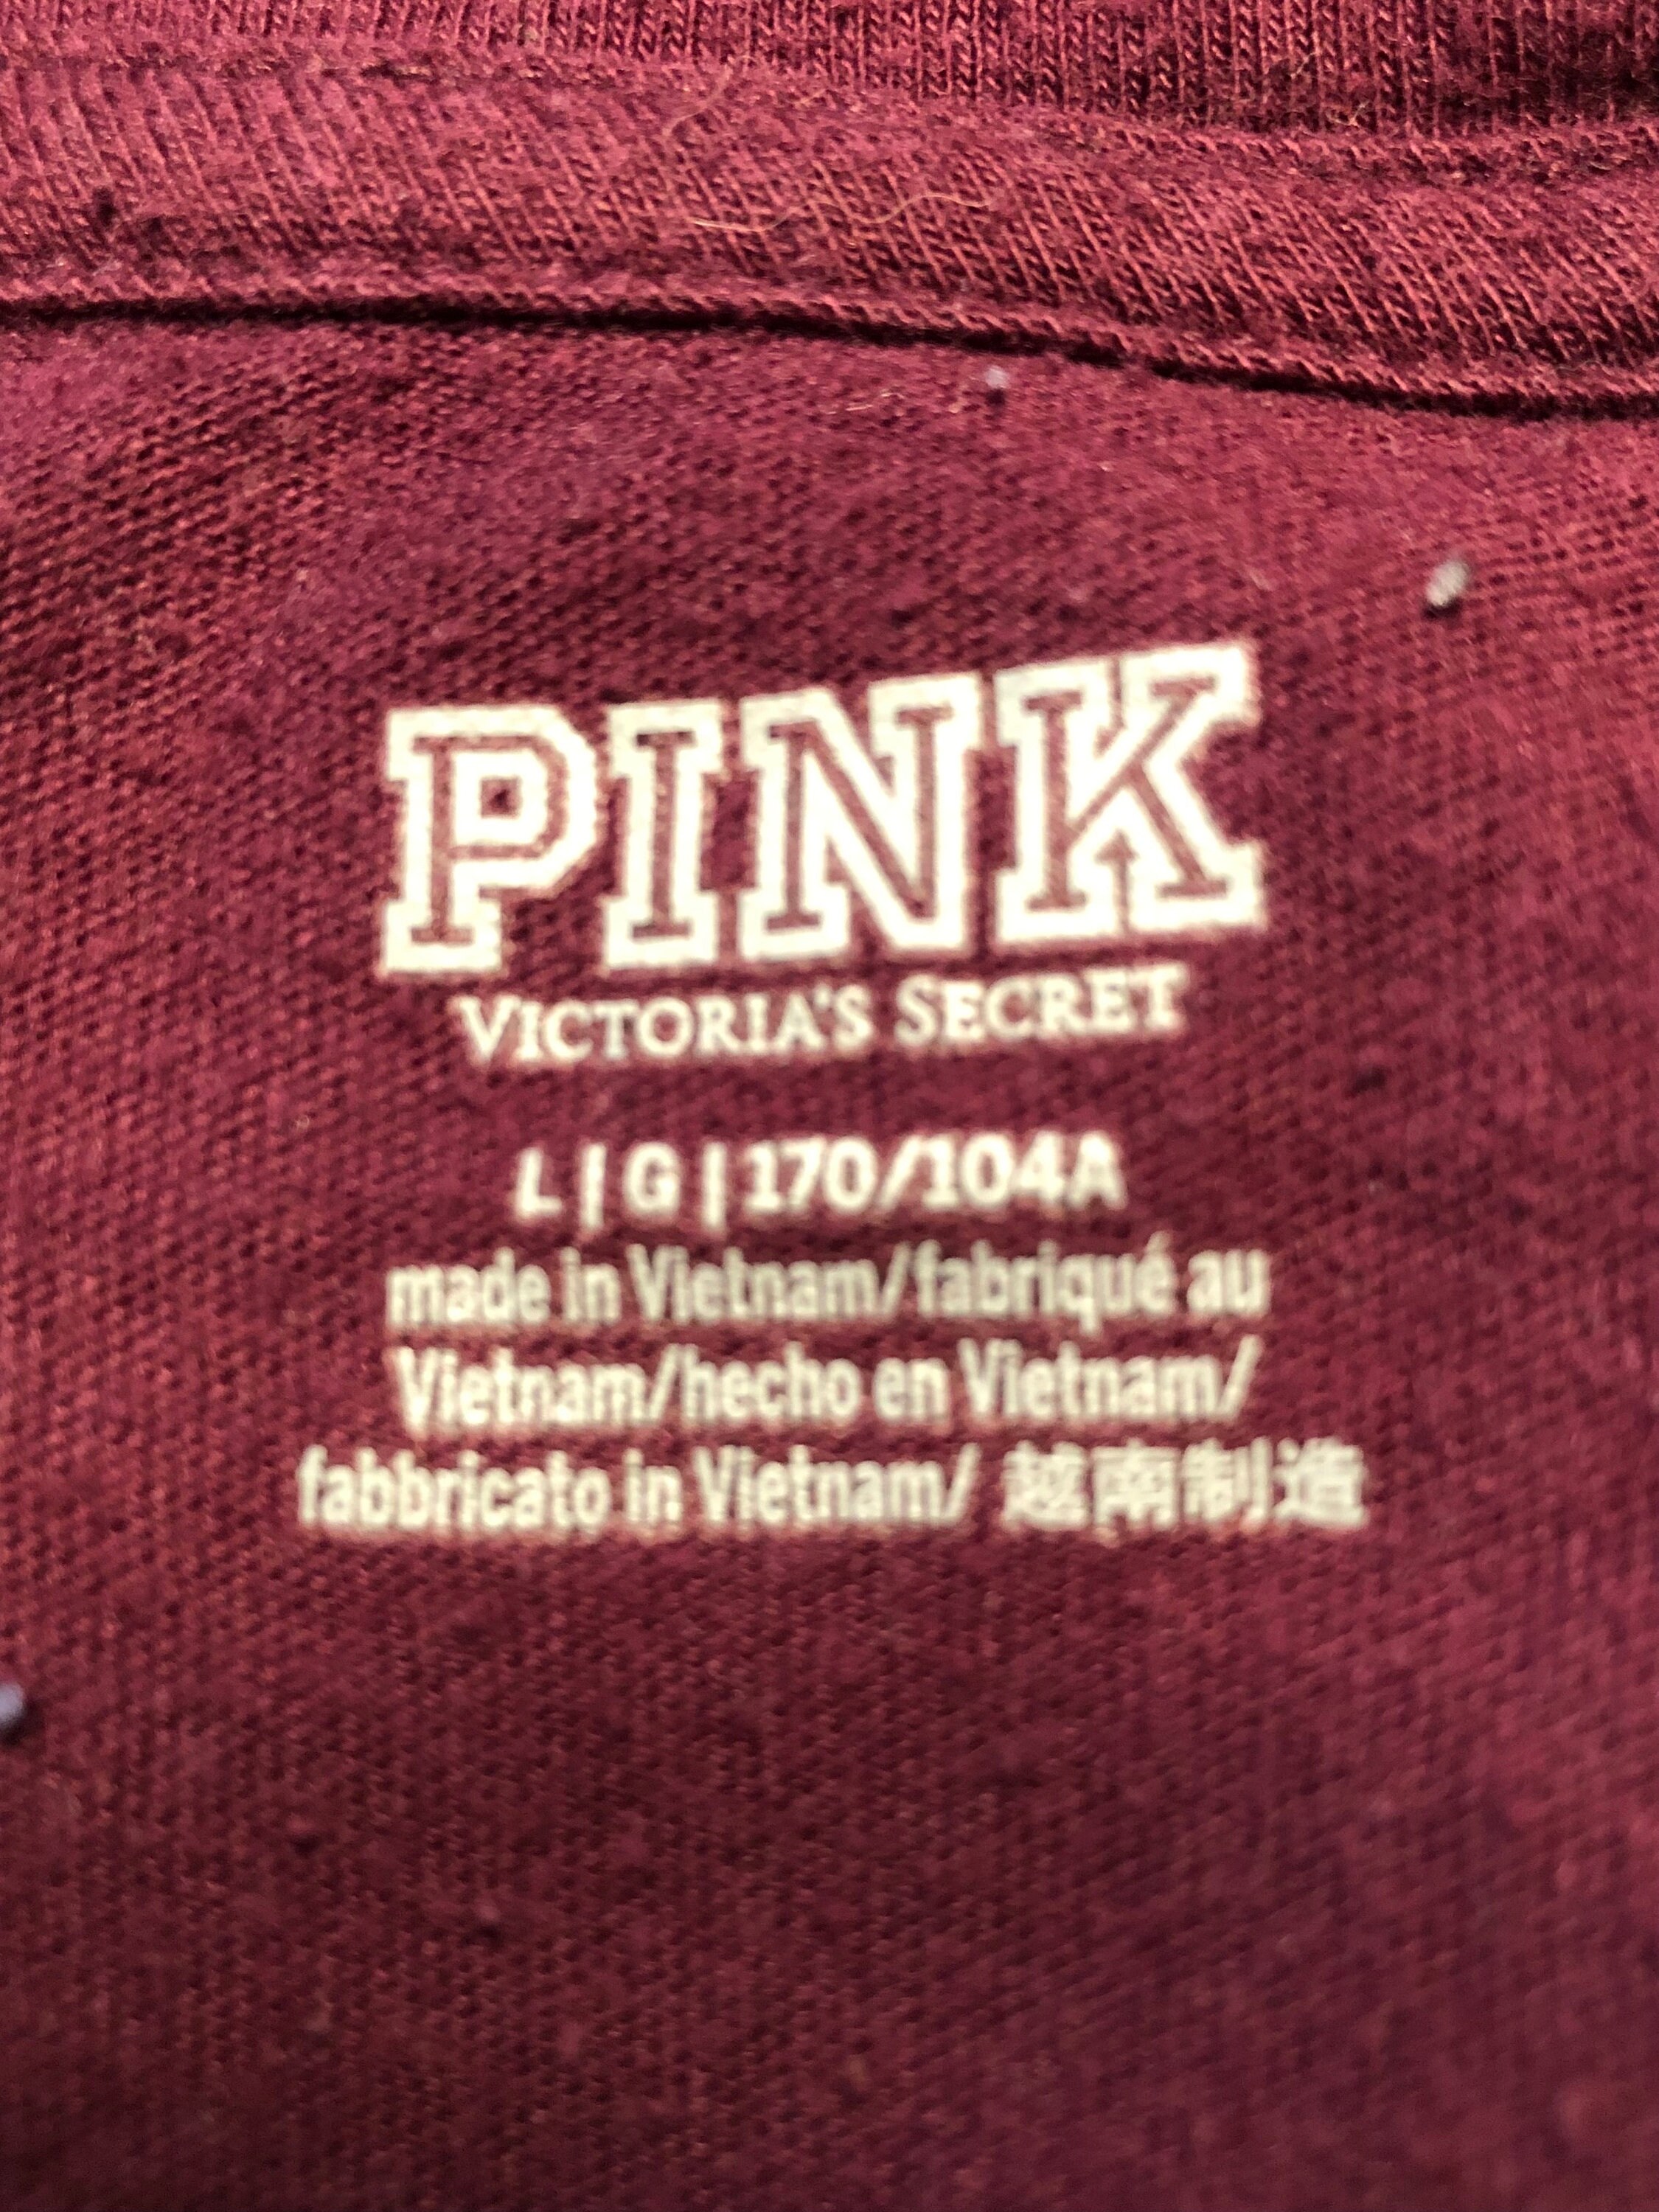 PINK
VICTORIA'S SECRET
L | G | 170/104A
made in Vietnam/fabriqué au
Vietnam/hecho en Vietnam/
fabbricato in Vietnam/ 越南制造